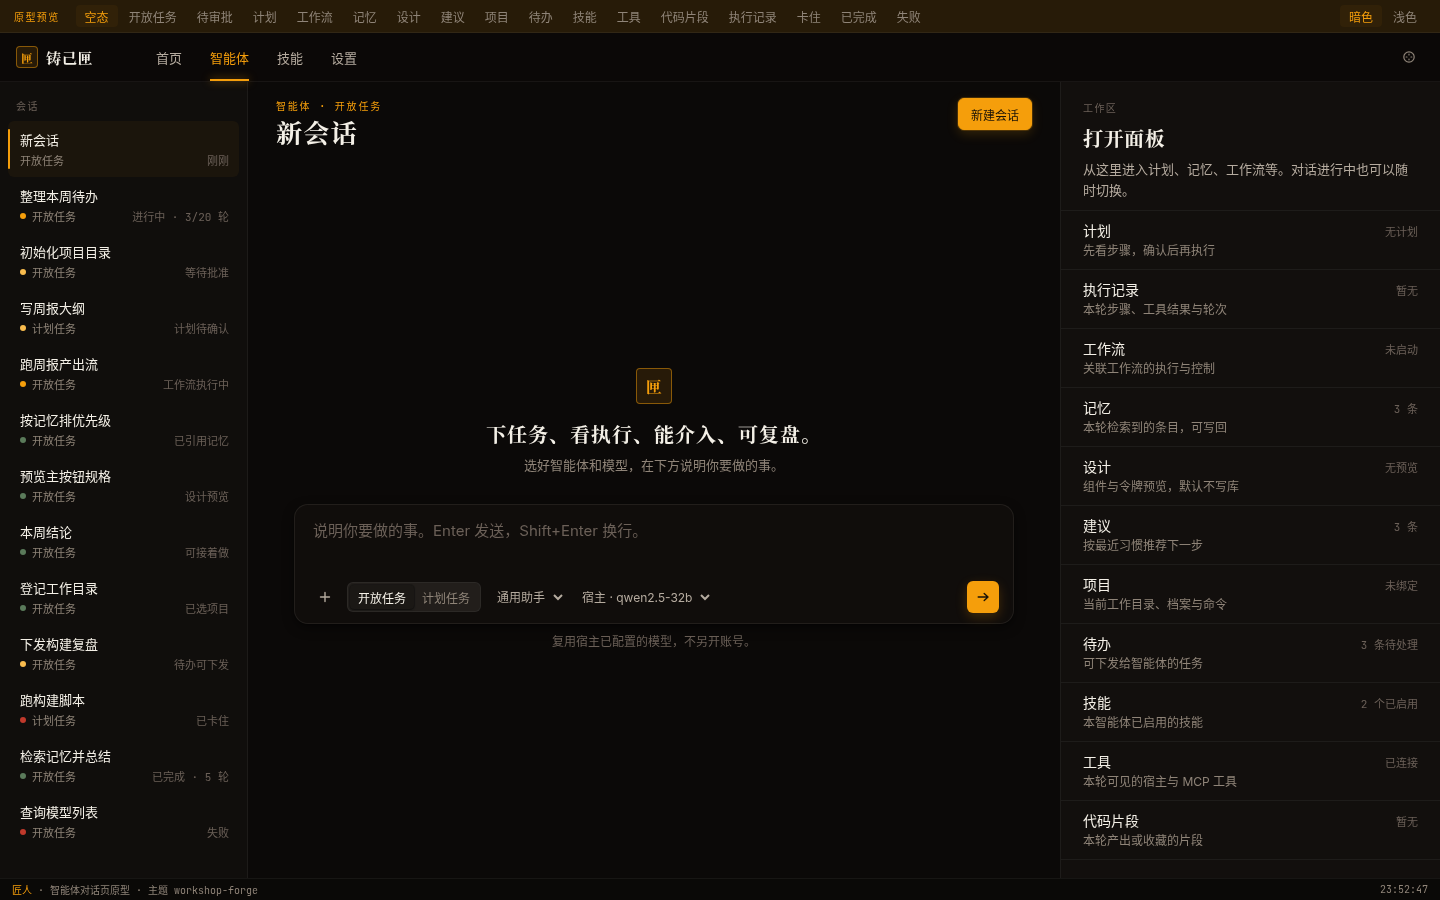 原型预览 空态 开放任务 待审批 计划 工作流 记忆 设计 建议 项目 待办 技能 工具 代码片段 执行记录 卡住 已完成 失败 暗色 浅色
匣 铸己匣 首页 智能体 技能 设置
会话
新会话
开放任务 刚刚
整理本周待办
开放任务 进行中 · 3/20 轮
初始化项目目录
开放任务 等待批准
写周报大纲
计划任务 计划待确认
跑周报产出流
开放任务 工作流执行中
按记忆排优先级
开放任务 已引用记忆
预览主按钮规格
开放任务 设计预览
本周结论
开放任务 可接着做
登记工作目录
开放任务 已选项目
下发构建复盘
开放任务 待办可下发
跑构建脚本
计划任务 已卡住
检索记忆并总结
开放任务 已完成 · 5 轮
查询模型列表
开放任务 失败
智能体 · 开放任务
新会话
新建会话
匣
下任务、看执行、能介入、可复盘。
选好智能体和模型，在下方说明你要做的事。
说明你要做的事。Enter 发送，Shift+Enter 换行。
开放任务 计划任务 通用助手 宿主 · qwen2.5-32b
复用宿主已配置的模型，不另开账号。
工作区
打开面板
从这里进入计划、记忆、工作流等。对话进行中也可以随
时切换。
计划 无计划
先看步骤，确认后再执行
执行记录 暂无
本轮步骤、工具结果与轮次
工作流 未启动
关联工作流的执行与控制
记忆 3 条
本轮检索到的条目，可写回
设计 无预览
组件与令牌预览，默认不写库
建议 3 条
按最近习惯推荐下一步
项目 未绑定
当前工作目录、档案与命令
待办 3 条待处理
可下发给智能体的任务
技能 2 个已启用
本智能体已启用的技能
工具 已连接
本轮可见的宿主与 MCP 工具
代码片段 暂无
本轮产出或收藏的片段
匠人 · 智能体对话页原型 · 主题 workshop-forge 23:52:47